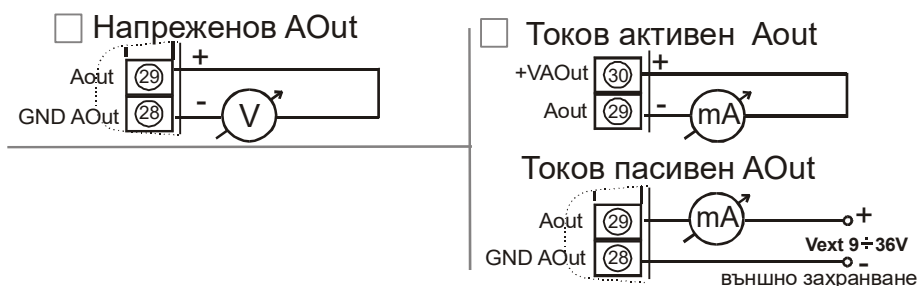 Напреженов AOut
Aout 29 +
GND AOut 28 - V
Токов активен Aout
+VAOut 30 +
Aout 29 - mA
Токов пасивен AOut
Aout 29 mA +
Vext 9÷36V
GND AOut 28 -
външно захранване